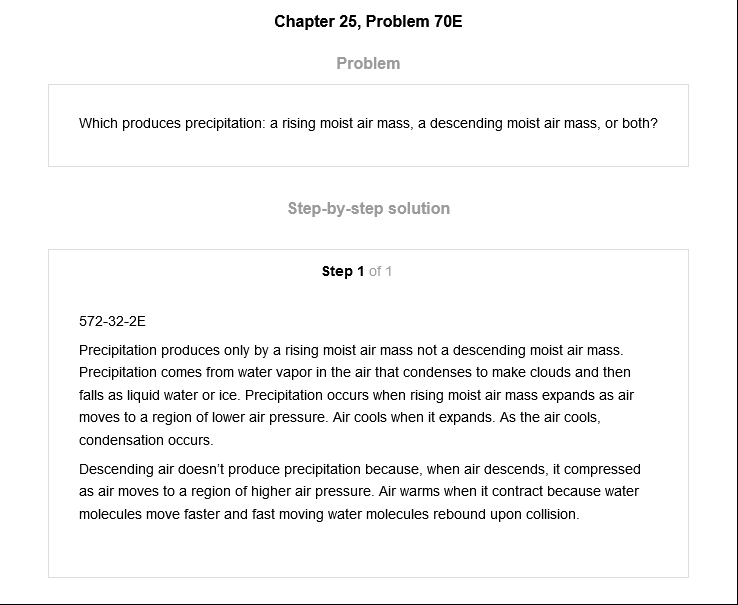 Chapter 25, Problem 70E
Problem
Which produces precipitation: a rising moist air mass, a descending moist air mass, or both?
Step-by-step solution
Step 1 of 1
572-32-2E
Precipitation produces only by a rising moist air mass not a descending moist air mass.
Precipitation comes from water vapor in the air that condenses to make clouds and then
falls as liquid water or ice. Precipitation occurs when rising moist air mass expands as air
moves to a region of lower air pressure. Air cools when it expands. As the air cools,
condensation occurs.
Descending air doesn't produce precipitation because, when air descends, it compressed
as air moves to a region of higher air pressure. Air warms when it contract because water
molecules move faster and fast moving water molecules rebound upon collision.